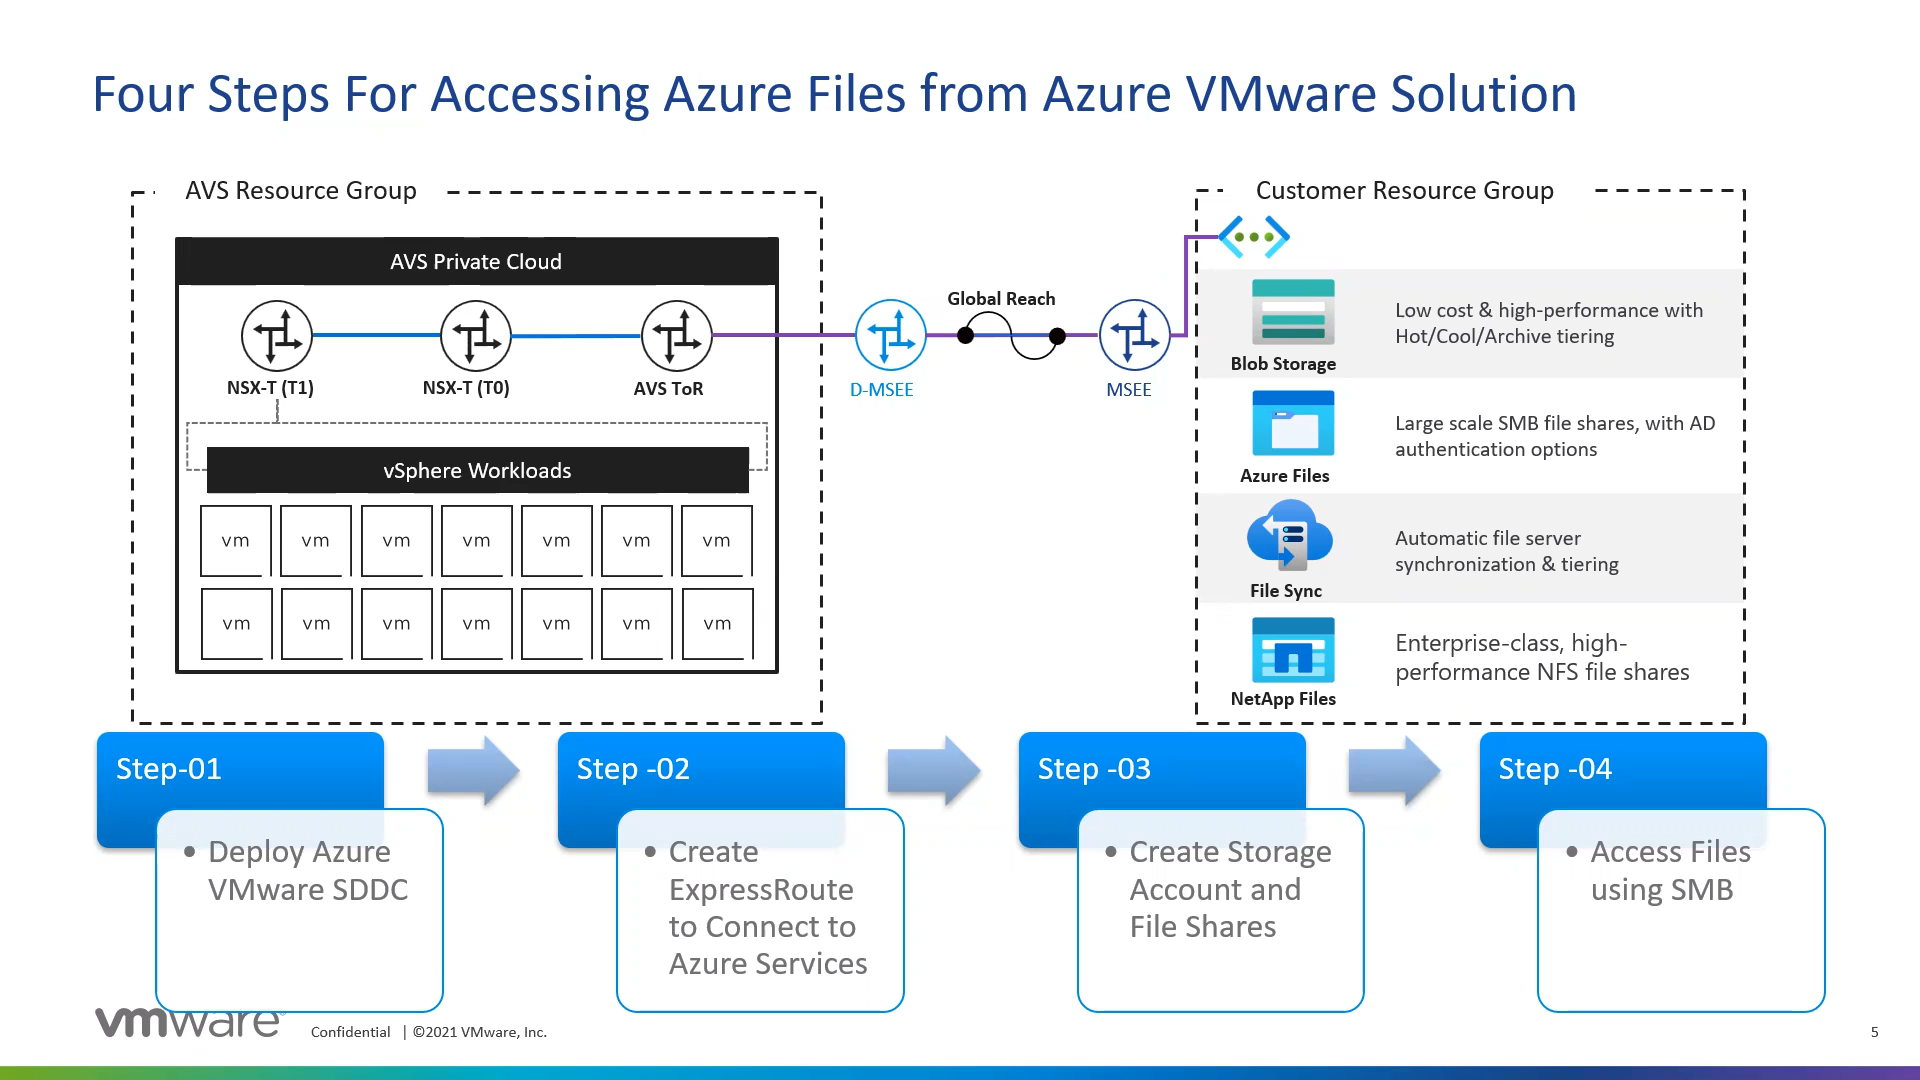 Four Steps For Accessing Azure Files from Azure VMware Solution
AVS Resource Group
AVS Private Cloud
NSX-T (T1)
NSX-T (T0)
AVS ToR
vSphere Workloads
vm vm vm vm vm vm vm
vm vm vm vm vm vm vm
D-MSEE
Global Reach
MSEE
Customer Resource Group
Blob Storage
Low cost & high-performance with
Hot/Cool/Archive tiering
Azure Files
Large scale SMB file shares, with AD
authentication options
File Sync
Automatic file server
synchronization & tiering
NetApp Files
Enterprise-class, high-
performance NFS file shares
Step-01
• Deploy Azure
VMware SDDC
Step -02
• Create
ExpressRoute
to Connect to
Azure Services
Step -03
• Create Storage
Account and
File Shares
Step -04
• Access Files
using SMB
vmware®
Confidential | ©2021 VMware, Inc.
5